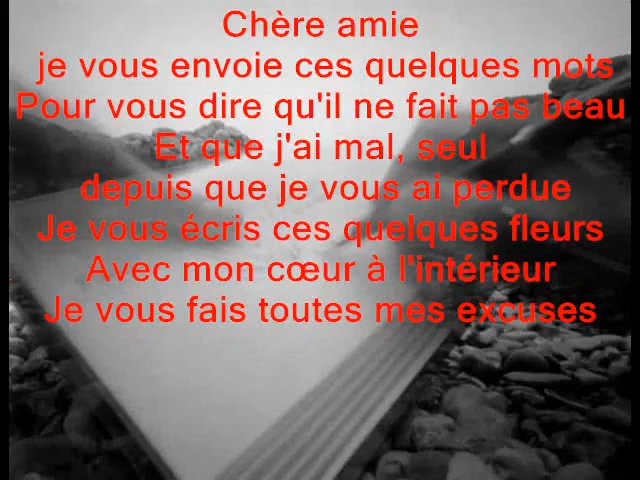 Chère amie
je vous envoie ces quelques mots
Pour vous dire qu'il ne fait pas beau
Et que j'ai mal, seul
depuis que je vous ai perdue
Je vous écris ces quelques fleurs
Avec mon cœur à l'intérieur
Je vous fais toutes mes excuses